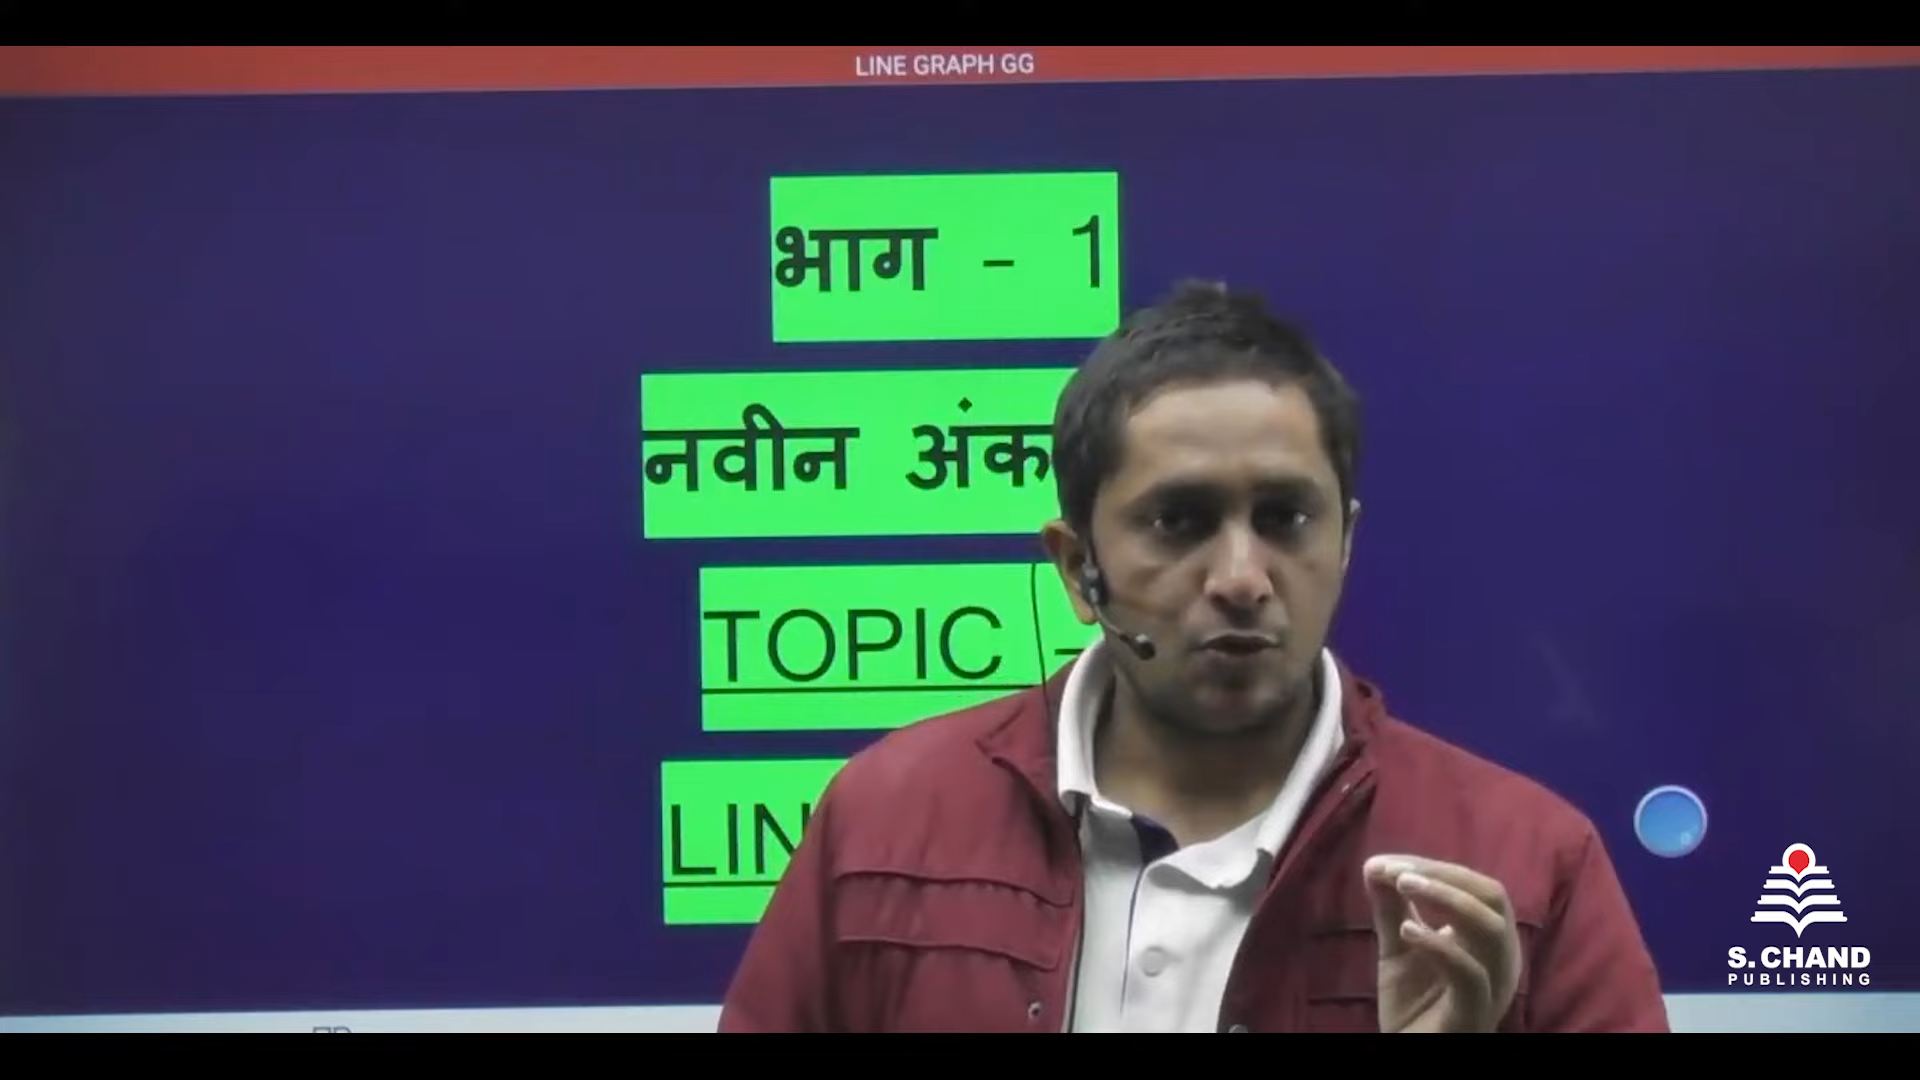 LINE GRAPH GG
भाग - 1
नवीन
TOPIC -
S. CHAND
PUBLISHING